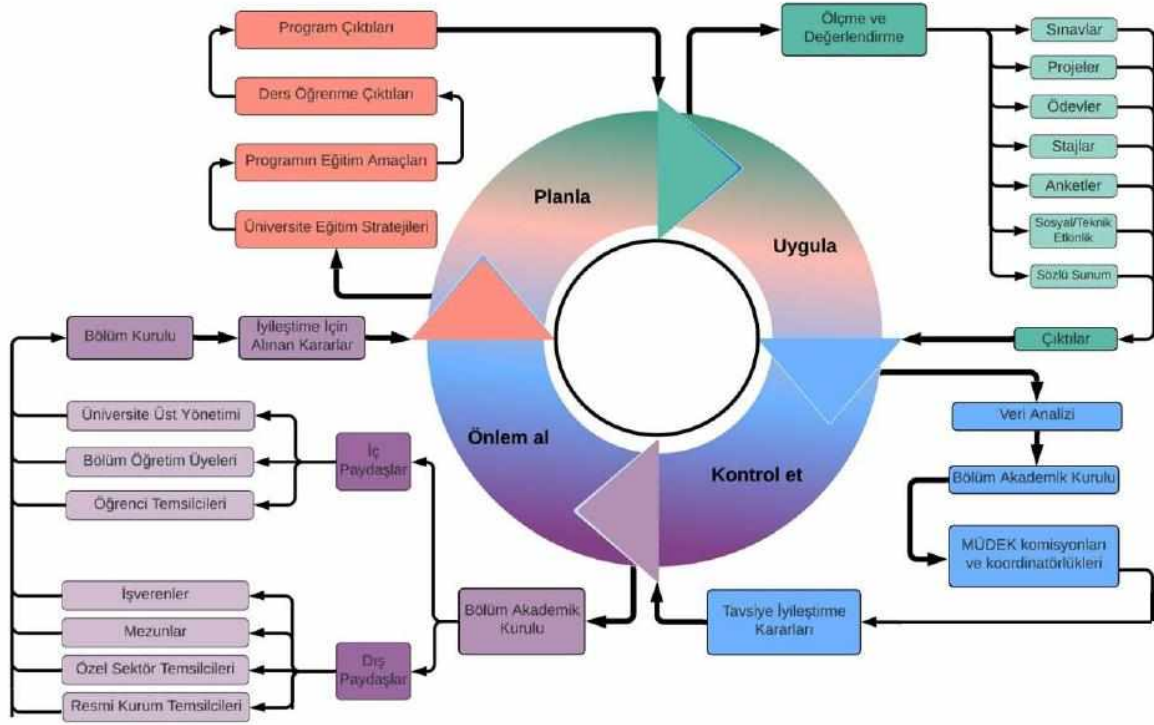 Program Çıktıları
Ders Öğrenme Çıktıları
Programın Eğitim Amaçları
Üniversite Eğitim Stratejileri
Planla
Ölçme ve
Değerlendirme
Sınavlar
Projeler
Ödevler
Stajlar
Anketler
Sosyal/Teknik
Etkinlik
Sözlü Sunum
Çıktılar
Uygula
Bölüm Kurulu
İyileştime İçin
Alınan Kararlar
Üniversite Üst Yönetimi
Bölüm Öğretim Üyeleri
Öğrenci Temsilcileri
İç
Paydaşlar
Önlem al
Kontrol et
Veri Analizi
Bölüm Akademik Kurulu
MÜDEK komisyonları
ve koordinatörlükleri
Tavsiye İyileştirme
Kararları
Bölüm Akademik
Kurulu
Dış
Paydaşlar
İşverenler
Mezunlar
Özel Sektör Temsilcileri
Resmi Kurum Temsilcileri